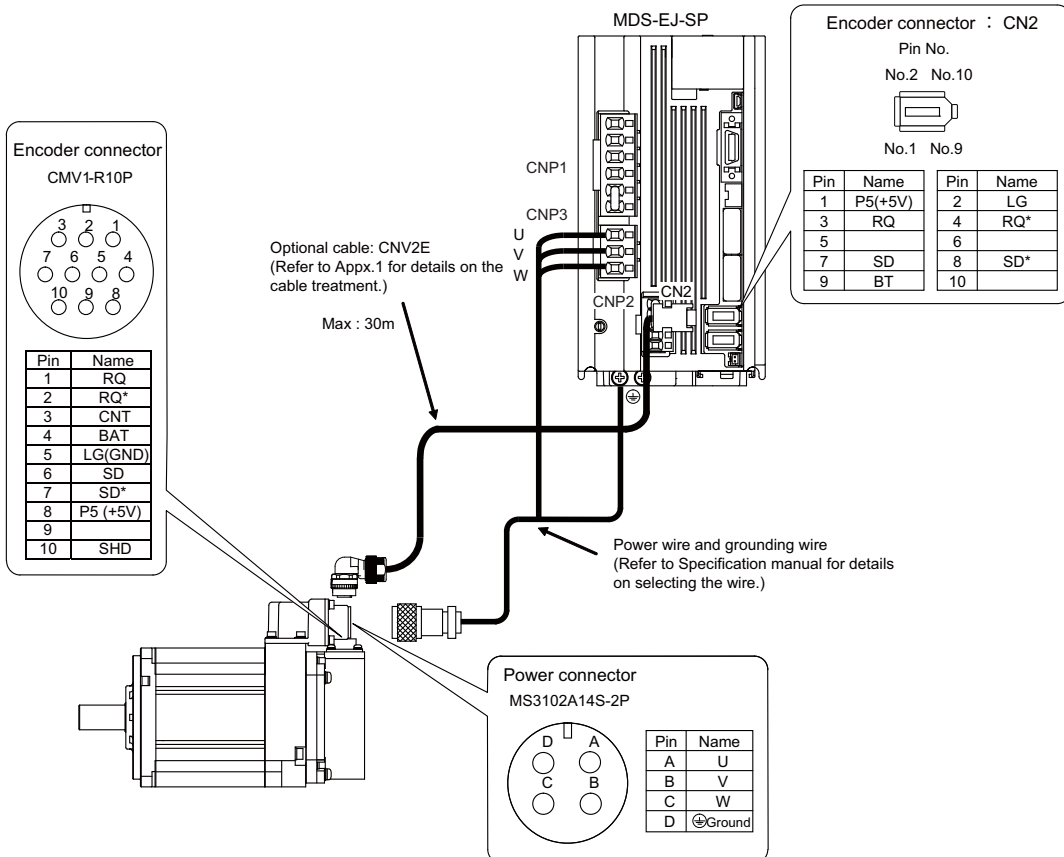 MDS-EJ-SP
Encoder connector : CN2
Pin No.
No.2 No.10
No.1 No.9
Pin Name Pin Name
1 P5(+5V) 2 LG
3 RQ 4 RQ*
5 6
7 SD 8 SD*
9 BT 10
Encoder connector
CMV1-R10P
3 2 1
7 6 5 4
10 9 8
Pin Name
1 RQ
2 RQ*
3 CNT
4 BAT
5 LG(GND)
6 SD
7 SD*
8 P5 (+5V)
9
10 SHD
CNP1
CNP3
U
V
W
CNP2
CN2
Optional cable: CNV2E
(Refer to Appx.1 for details on the
cable treatment.)
Max : 30m
Power wire and grounding wire
(Refer to Specification manual for details
on selecting the wire.)
Power connector
MS3102A14S-2P
D A
C B
Pin Name
A U
B V
C W
D Ground